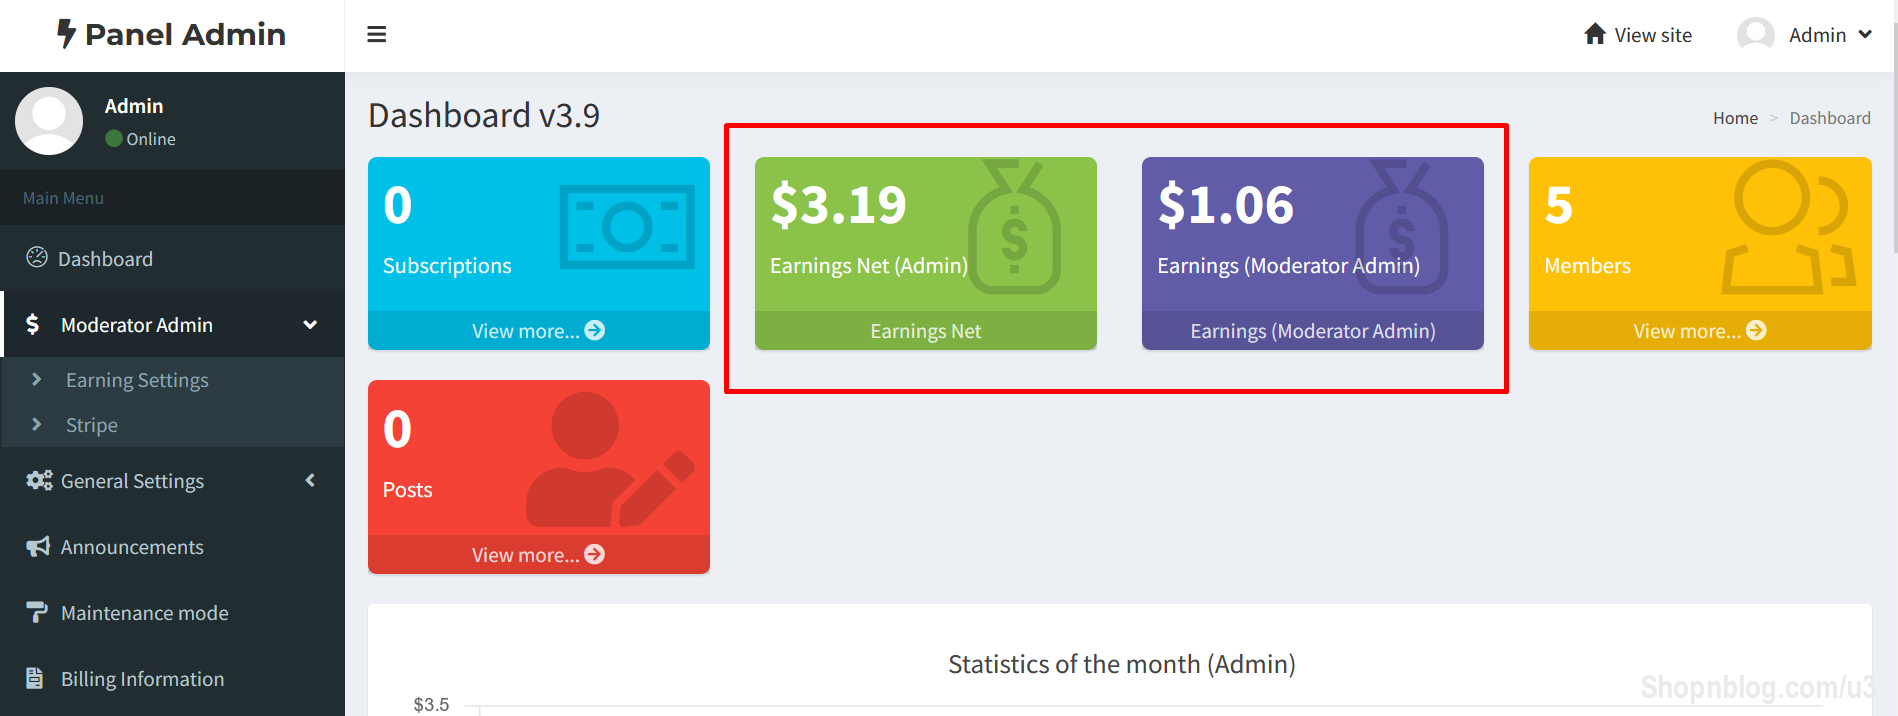 Panel Admin
View site
Admin
Admin
Online
Main Menu
Dashboard
Moderator Admin
Earning Settings
Stripe
General Settings
Announcements
Maintenance mode
Billing Information
Dashboard v3.9
Home > Dashboard
0
Subscriptions
View more...
$3.19
Earnings Net (Admin)
Earnings Net
$1.06
Earnings (Moderator Admin)
Earnings (Moderator Admin)
5
Members
View more...
0
Posts
View more...
Statistics of the month (Admin)
$3.5
Shopnblog.com/u3